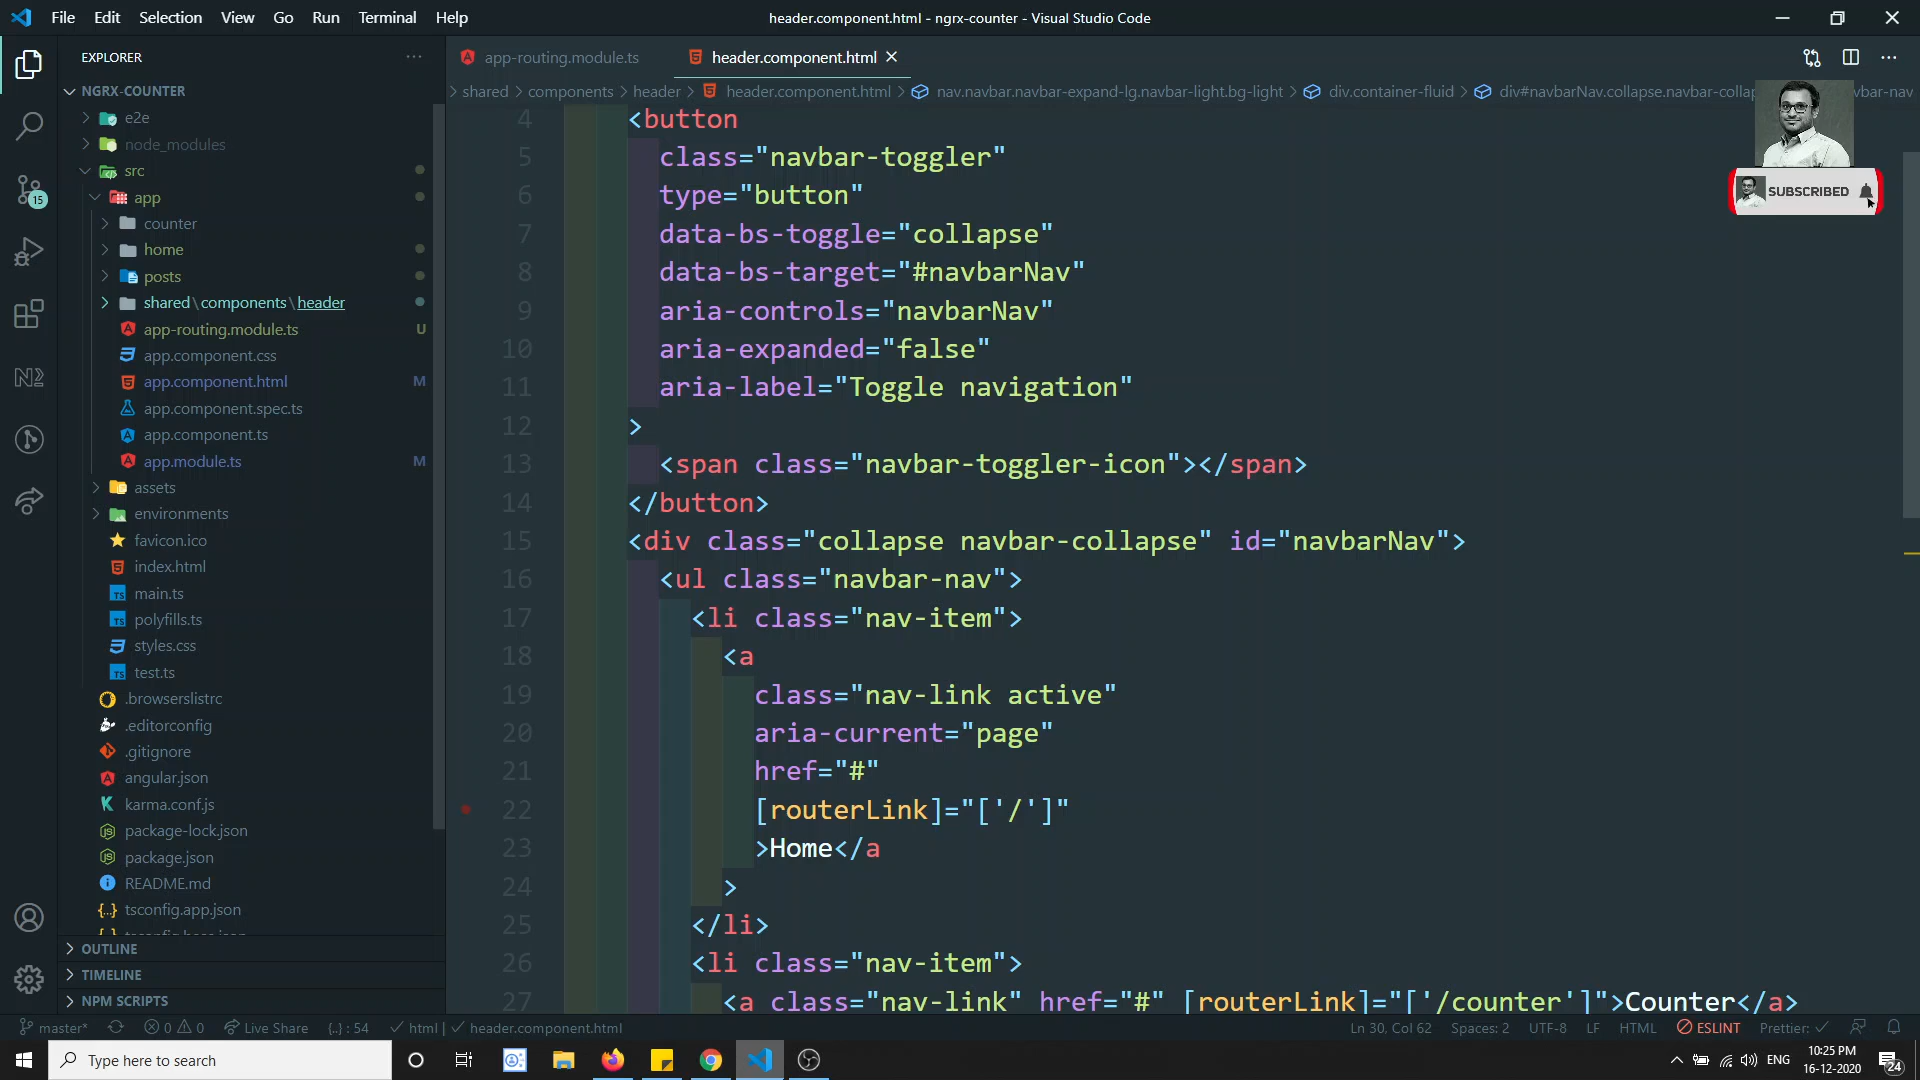 File Edit Selection View Go Run Terminal Help
header.component.html - ngrx-counter - Visual Studio Code
EXPLORER
app-routing.module.ts
header.component.html
shared > components > header > header.component.html > nav.navbar.navbar-expand-lg.navbar-light.bg-light > div.container-fluid > div#navbarNav.collapse.navbar-collap
bar-nav
SUBSCRIBED
NGRX-COUNTER
e2e
node_modules
src
app
counter
home
posts
shared\components\header
app-routing.module.ts U
app.component.css
app.component.html M
app.component.spec.ts
app.component.ts
app.module.ts M
assets
environments
favicon.ico
index.html
main.ts
polyfills.ts
styles.css
test.ts
.browserslistrc
.editorconfig
.gitignore
angular.json
karma.conf.js
package-lock.json
package.json
README.md
tsconfig.app.json
OUTLINE
TIMELINE
NPM SCRIPTS
15
4 <button
5 class="navbar-toggler"
6 type="button"
7 data-bs-toggle="collapse"
8 data-bs-target="#navbarNav"
9 aria-controls="navbarNav"
10 aria-expanded="false"
11 aria-label="Toggle navigation"
12 >
13 <span class="navbar-toggler-icon"></span>
14 </button>
15 <div class="collapse navbar-collapse" id="navbarNav">
16 <ul class="navbar-nav">
17 <li class="nav-item">
18 <a
19 class="nav-link active"
20 aria-current="page"
21 href="#"
22 [routerLink]="['/']"
23 >Home</a
24 >
25 </li>
26 <li class="nav-item">
27 <a class="nav-link" href="#" [routerLink]="['/counter']">Counter</a>
master* 0 0 Live Share {..} : 54 html | header.component.html
Ln 30, Col 62 Spaces: 2 UTF-8 LF HTML ESLINT Prettier:
Type here to search
ENG
10:25 PM
16-12-2020
24